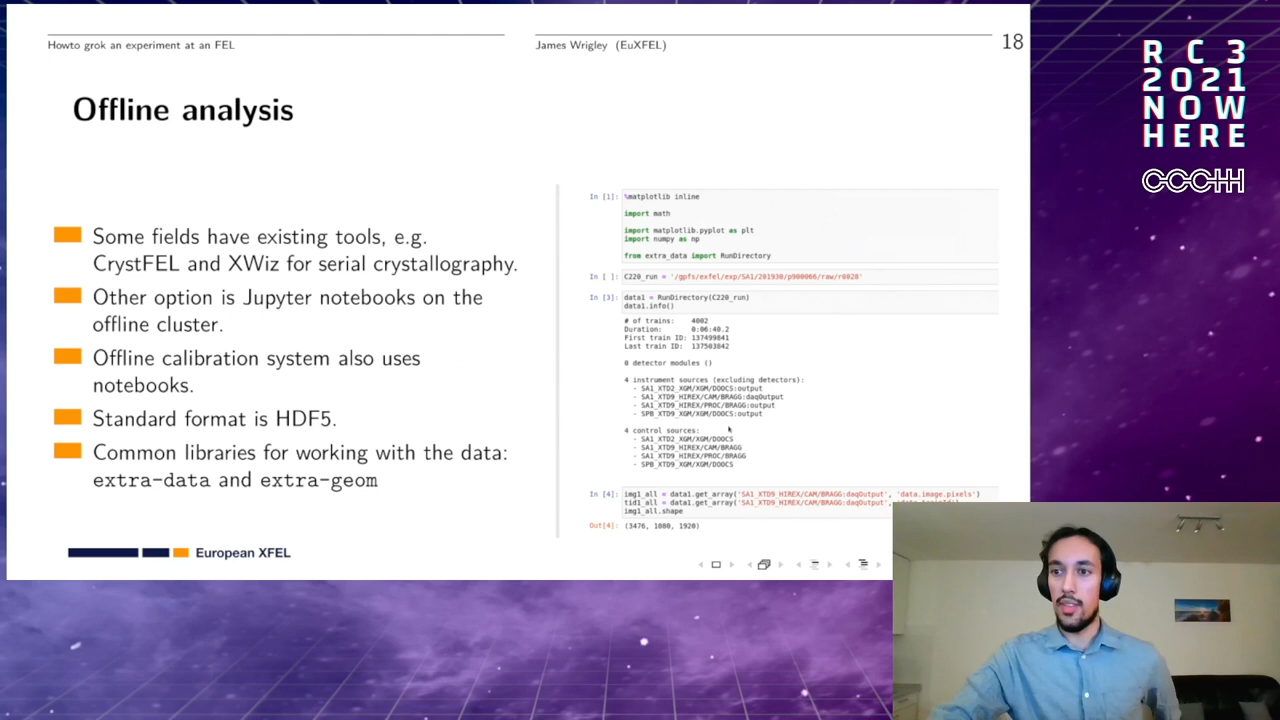 Howto grok an experiment at an FEL
James Wrigley (EuXFEL)
18
Offline analysis
Some fields have existing tools, e.g.
CrystFEL and XWiz for serial crystallography.
Other option is Jupyter notebooks on the
offline cluster.
Offline calibration system also uses
notebooks.
Standard format is HDF5.
Common libraries for working with the data:
extra-data and extra-geom
European XFEL
In [1]: %matplotlib inline
import math
import matplotlib.pyplot as plt
import numpy as np
from extra_data import RunDirectory
In [ ]: C220_run = '/gpfs/exfel/exp/SA1/201930/p900066/raw/r0028'
In [3]: data1 = RunDirectory(C220_run)
data1.info()
# of trains: 4002
Duration: 0:06:40.2
First train ID: 137499841
Last train ID: 137503842
0 detector modules ()
4 instrument sources (excluding detectors):
- SA1_XTD2_XGM/XGM/DOOCS:output
- SA1_XTD9_HIREX/CAM/BRAGG:daqOutput
- SA1_XTD9_HIREX/PROC/BRAGG:output
- SPB_XTD9_XGM/XGM/DOOCS:output
4 control sources:
- SA1_XTD2_XGM/XGM/DOOCS
- SA1_XTD9_HIREX/CAM/BRAGG
- SA1_XTD9_HIREX/PROC/BRAGG
- SPB_XTD9_XGM/XGM/DOOCS
In [4]: img1_all = data1.get_array('SA1_XTD9_HIREX/CAM/BRAGG:daqOutput', 'data.image.pixels')
tid1_all = data1.get_array('SA1_XTD9_HIREX/CAM/BRAGG:daqOutput',
img1_all.shape
Out[4]: (3476, 1080, 1920)
R C 3
2021
N O W
HERE